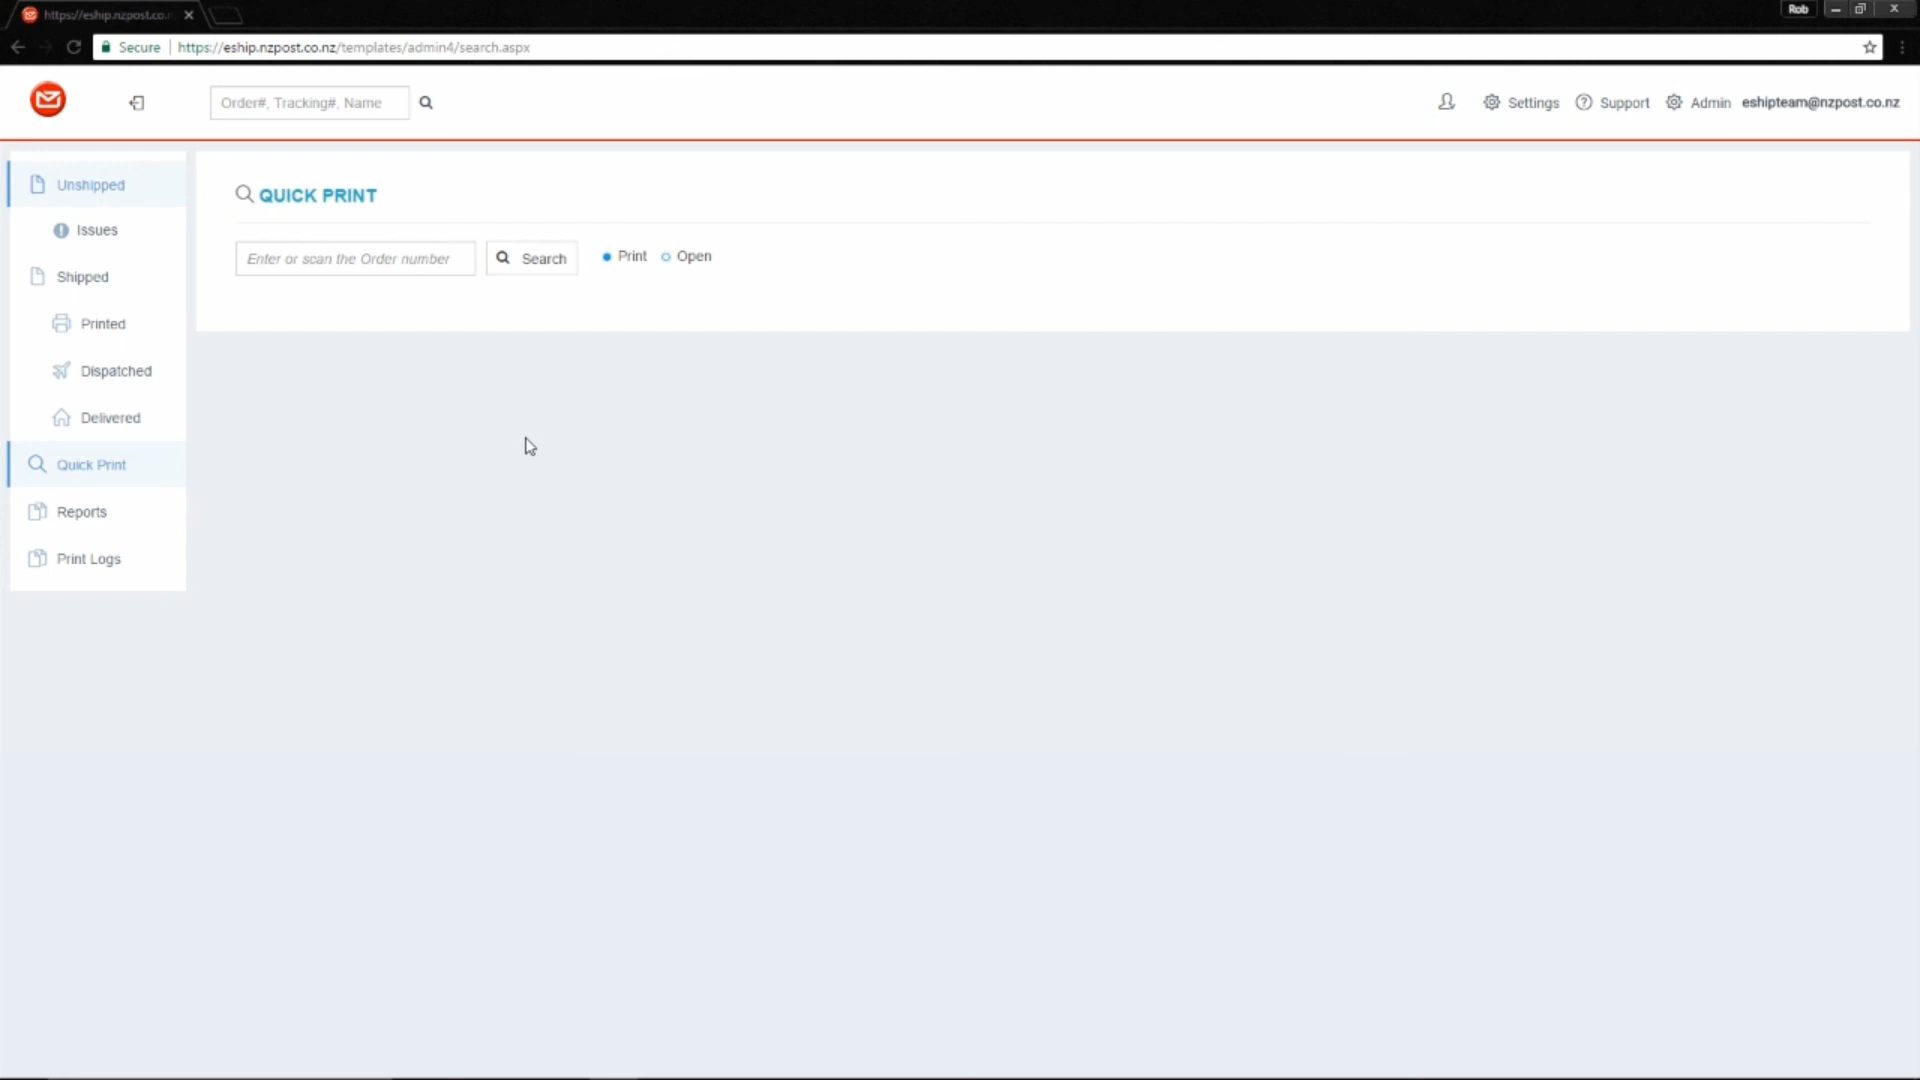 https://eship.nzpost.co.
Rob
Secure https://eship.nzpost.co.nz/templates/admin4/search.aspx
Order#, Tracking#, Name
Settings Support Admin eshipteam@nzpost.co.nz
Unshipped
Issues
Shipped
Printed
Dispatched
Delivered
Quick Print
Reports
Print Logs
QUICK PRINT
Enter or scan the Order number Search Print Open